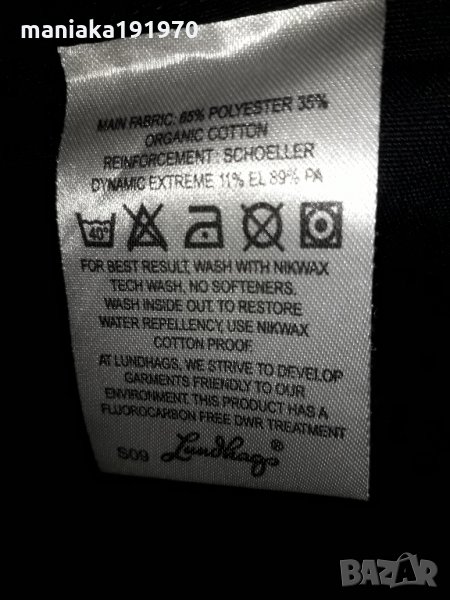 maniaka191970
MAIN FABRIC: 65% POLYESTER 35%
ORGANIC COTTON
REINFORCEMENT: SCHOELLER
DYNAMIC EXTREME 11% EL 89% PA
40°
FOR BEST RESULT, WASH WITH NIKWAX
TECH WASH, NO SOFTENERS.
WASH INSIDE OUT. TO RESTORE
WATER REPELLENCY, USE NIKWAX
COTTON PROOF
AT LUNDHAGS, WE STRIVE TO DEVELOP
GARMENTS FRIENDLY TO OUR
ENVIRONMENT. THIS PRODUCT HAS A
FLUOROCARBON FREE DWR TREATMENT
S09 Lundhags®
BAZAR